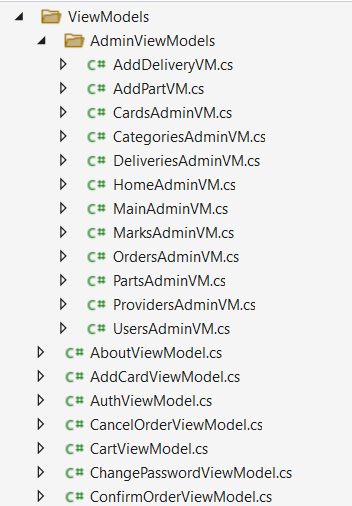 ViewModels
AdminViewModels
C# AddDeliveryVM.cs
C# AddPartVM.cs
C# CardsAdminVM.cs
C# CategoriesAdminVM.cs
C# DeliveriesAdminVM.cs
C# HomeAdminVM.cs
C# MainAdminVM.cs
C# MarksAdminVM.cs
C# OrdersAdminVM.cs
C# PartsAdminVM.cs
C# ProvidersAdminVM.cs
C# UsersAdminVM.cs
C# AboutViewModel.cs
C# AddCardViewModel.cs
C# AuthViewModel.cs
C# CancelOrderViewModel.cs
C# CartViewModel.cs
C# ChangePasswordViewModel.cs
C# ConfirmOrderViewModel.cs